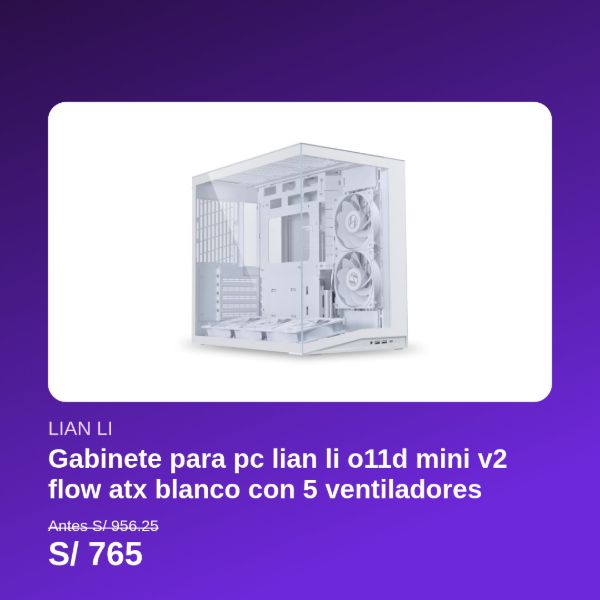 LIAN LI
Gabinete para pc lian li o11d mini v2
flow atx blanco con 5 ventiladores
Antes S/ 956.25
S/ 765